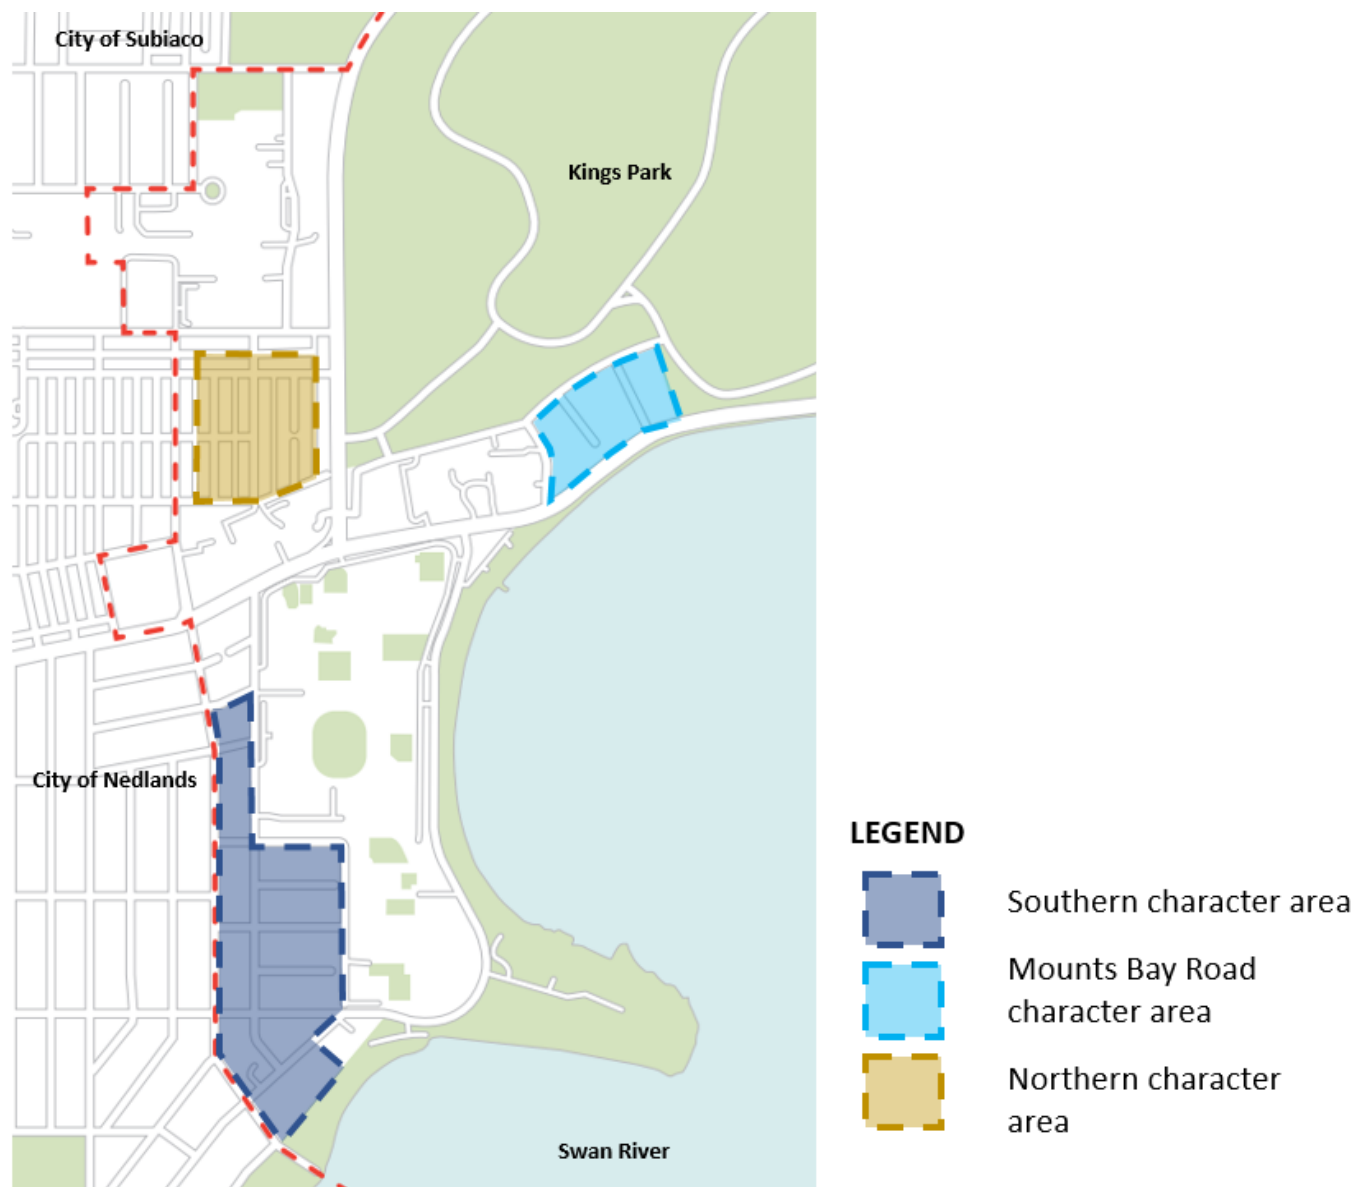 City of Subiaco
Kings Park
City of Nedlands
Swan River
LEGEND
Southern character area
Mounts Bay Road
character area
Northern character
area